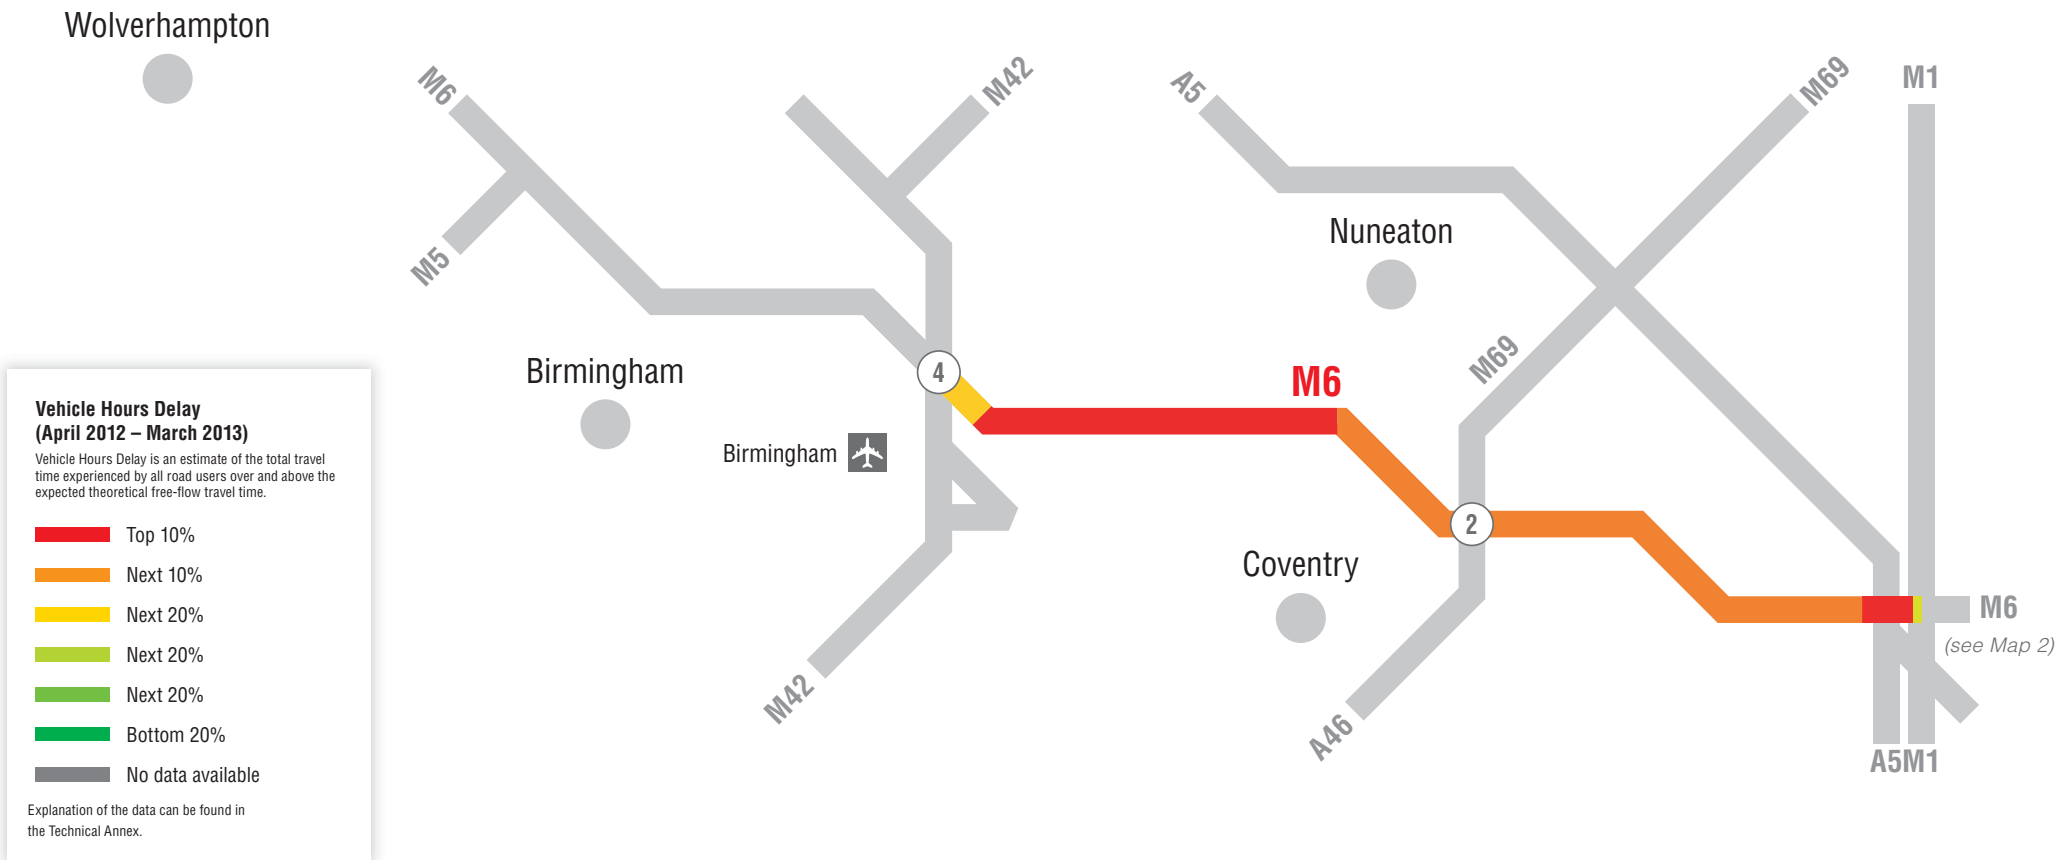 Wolverhampton
M6
M42
A5
M69
M1
M5
Nuneaton
M69
Birmingham
4
M6
Birmingham
2
Coventry
M6
(see Map 2)
M42
A46
A5
M1
Vehicle Hours Delay
(April 2012 – March 2013)
Vehicle Hours Delay is an estimate of the total travel
time experienced by all road users over and above the
expected theoretical free-flow travel time.
Top 10%
Next 10%
Next 20%
Next 20%
Next 20%
Bottom 20%
No data available
Explanation of the data can be found in
the Technical Annex.